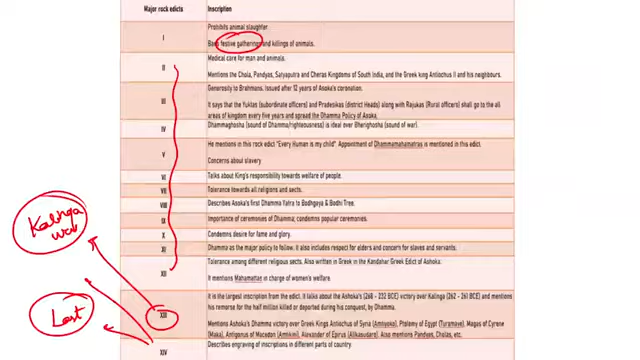 Major rock edicts Inscription
I
Prohibits animal slaughter.
Bans festive gatherings and killings of animals.
II
Medical care for man and animals.
Mentions the Chola, Pandyas, Satyaputra and Cheras Kingdoms of South India, and the Greek king Antiochus II and his neighbours.
III
Generosity to Brahmans. Issued after 12 years of Asoka's coronation.
It says that the Yuktas (subordinate officers) and Pradesikas (district Heads) along with Rajukas (Rural officers) shall go to the all
areas of kingdom every five years and spread the Dhamma Policy of Asoka.
IV
Dhammaghosha (sound of Dhamma/righteousness) is ideal over Bherighosha (sound of war).
V
He mentions in this rock edict "Every Human is my child". Appointment of Dhammamahamatras is mentioned in this edict.
Concerns about slavery
VI
Talks about King's responsibility towards welfare of people.
VII
Tolerance towards all religions and sects.
VIII
Describes Asoka's first Dhamma Yatra to Bodhgaya & Bodhi Tree.
IX
Importance of ceremonies of Dhamma; condemns popular ceremonies.
X
Condemns desire for fame and glory.
XI
Dhamma as the major policy to follow. It also includes respect for elders and concern for slaves and servants.
XII
Tolerance among different religious sects. Also written in Greek in the Kandahar Greek Edict of Ashoka.
It mentions Mahamattas in charge of women's welfare.
XIII
It is the largest inscription from the edict. It talks about the Ashoka's (268 – 232 BCE) victory over Kalinga (262 - 261 BCE) and mentions
his remorse for the half million killed or departed during his conquest, by Dhamma.
Mentions Ashoka's Dhamma victory over Greek Kings Antiochus of Syria (Amtiyoka), Ptolemy of Egypt (Turamaye), Magas of Cyrene
(Maka), Antigonus of Macedon (Amtikini), Alexander of Epirus (Alikasudaro). Also mentions Pandyas, Cholas, etc.
XIV
Describes engraving of inscriptions in different parts of country.
Kalinga
war
Last